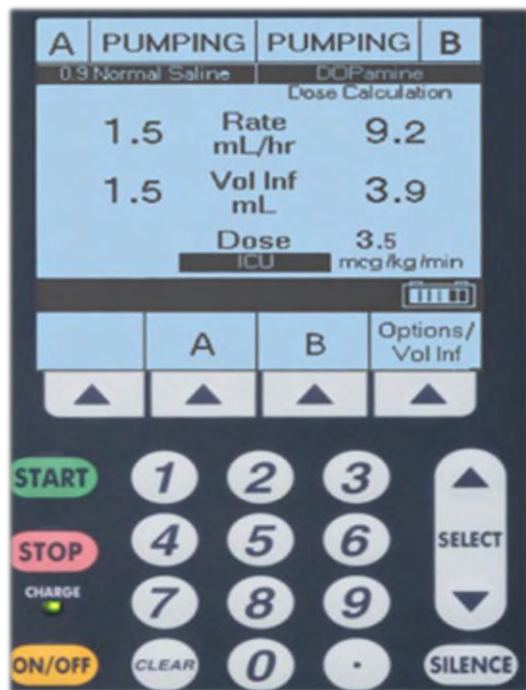 A PUMPING PUMPING B
0.9 Normal Saline DOPamine
Dose Calculation
1.5 Rate mL/hr 9.2
1.5 Vol Inf mL 3.9
Dose 3.5
ICU mcg/kg/min
A B Options/
Vol Inf
START 1 2 3
STOP 4 5 6 SELECT
CHARGE
7 8 9
ON/OFF CLEAR 0 . SILENCE